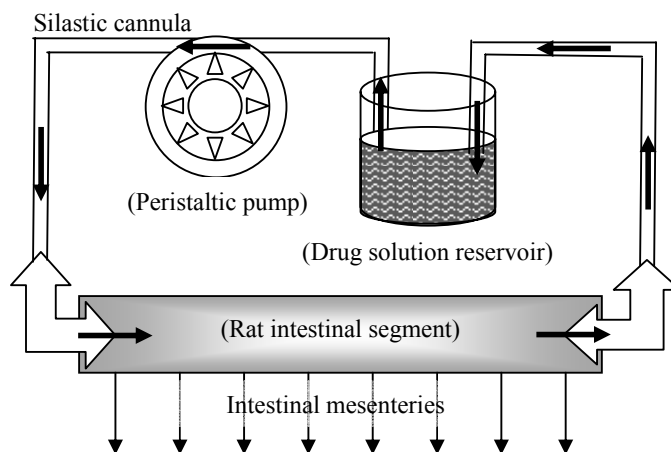 Silastic cannula
(Peristaltic pump)
(Drug solution reservoir)
(Rat intestinal segment)
Intestinal mesenteries